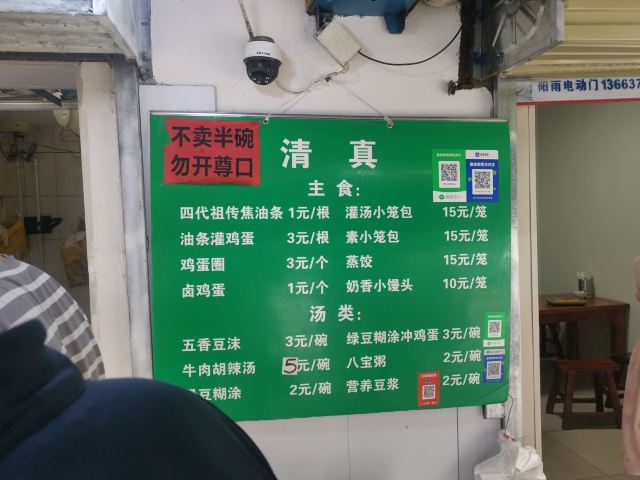 不卖半碗
勿开尊口
清真
主食：
四代祖传焦油条 1元/根 灌汤小笼包 15元/笼
油条灌鸡蛋 3元/根 素小笼包 15元/笼
鸡蛋圈 3元/个 蒸饺 15元/笼
卤鸡蛋 1元/个 奶香小馒头 10元/笼
汤类：
五香豆沫 3元/碗 绿豆糊涂冲鸡蛋 3元/碗
牛肉胡辣汤 5元/碗 八宝粥 2元/碗
豆糊涂 2元/碗 营养豆浆 2元/碗
阳雨电动门 13663